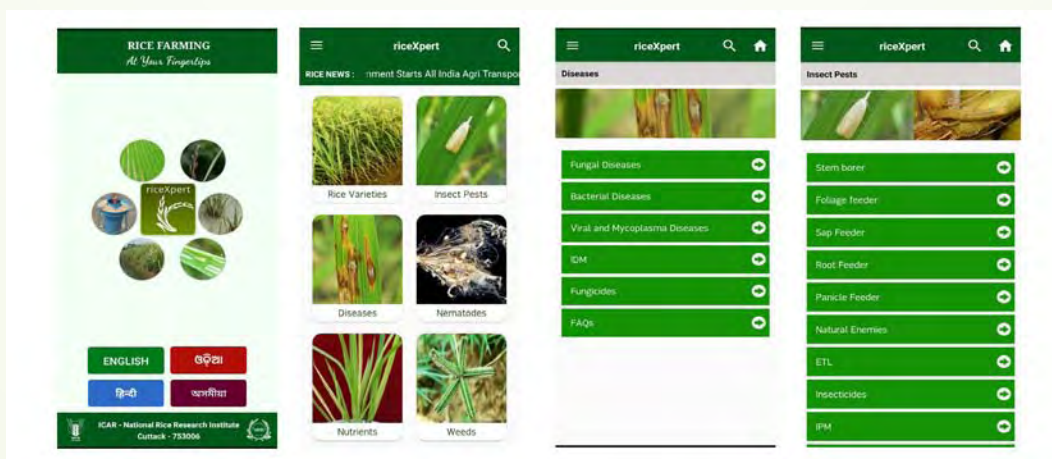 RICE FARMING
At Your Fingertips
riceXpert
ENGLISH
ଓଡ଼ିଆ
हिन्दी
অসমীয়া
ICAR - National Rice Research Institute
Cuttack - 753006
riceXpert
RICE NEWS :
nment Starts All India Agri Transpo
Rice Varieties
Insect Pests
Diseases
Nematodes
Nutrients
Weeds
riceXpert
Diseases
Fungal Diseases
Bacterial Diseases
Viral and Mycoplasma Diseases
IDM
Fungicides
FAQs
riceXpert
Insect Pests
Stem borer
Foliage feeder
Sap Feeder
Root Feeder
Panicle Feeder
Natural Enemies
ETL
Insecticides
IPM